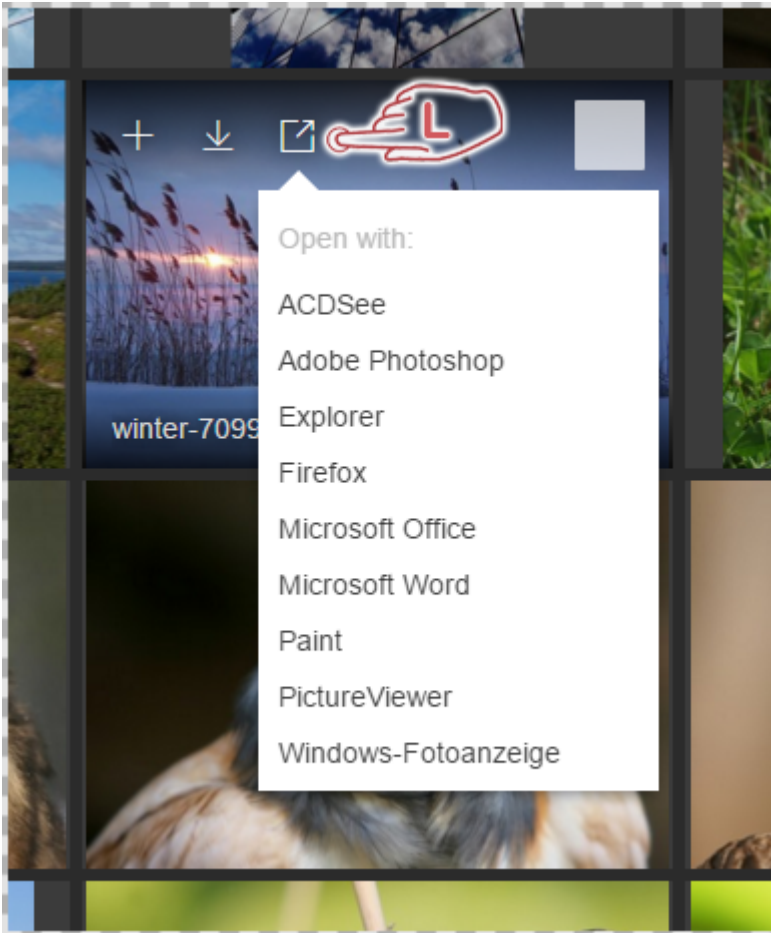 L
Open with:
ACDSee
Adobe Photoshop
Explorer
winter-7099
Firefox
Microsoft Office
Microsoft Word
Paint
PictureViewer
Windows-Fotoanzeige